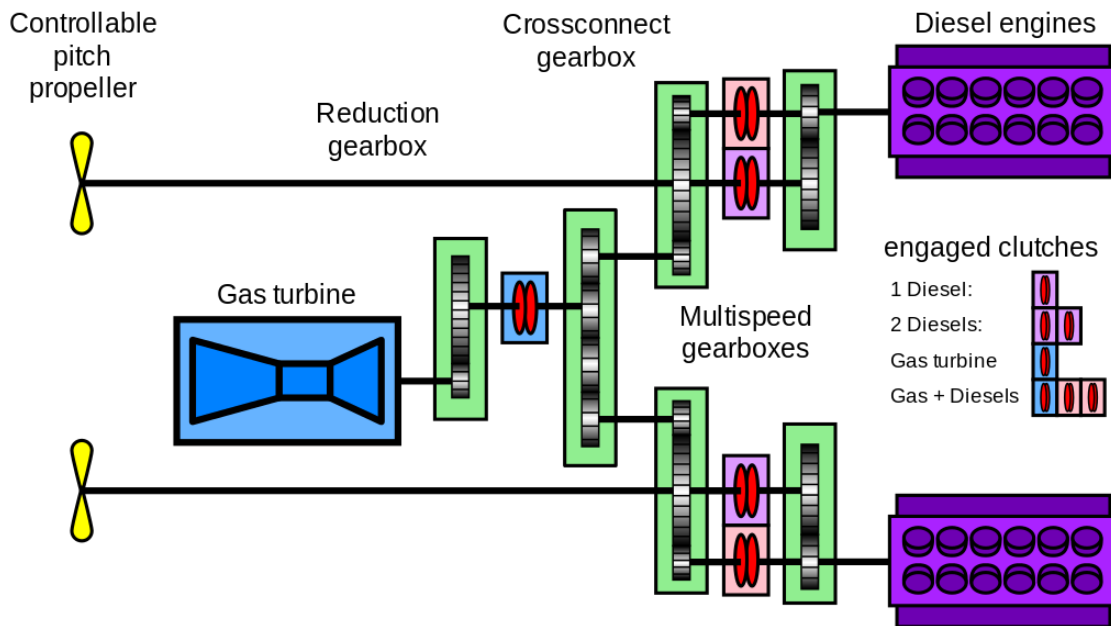 Controllable
pitch
propeller
Crossconnect
gearbox
Diesel engines
Reduction
gearbox
Gas turbine
Multispeed
gearboxes
engaged clutches
1 Diesel:
2 Diesels:
Gas turbine
Gas + Diesels